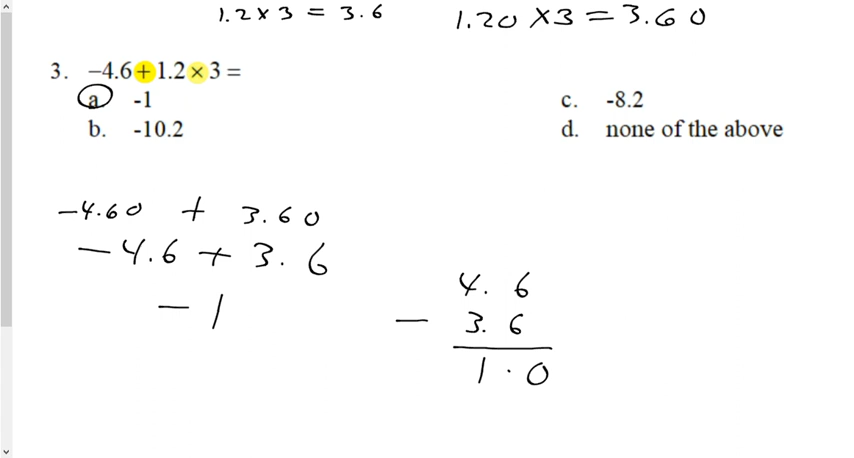 1.2 × 3 = 3.6
1.20 × 3 = 3.60
3. −4.6 + 1.2 × 3 =
a -1
b. -10.2
c. -8.2
d. none of the above
−4.60 + 3.60
−4.6 + 3.6
−1
4.6
− 3.6
1.0